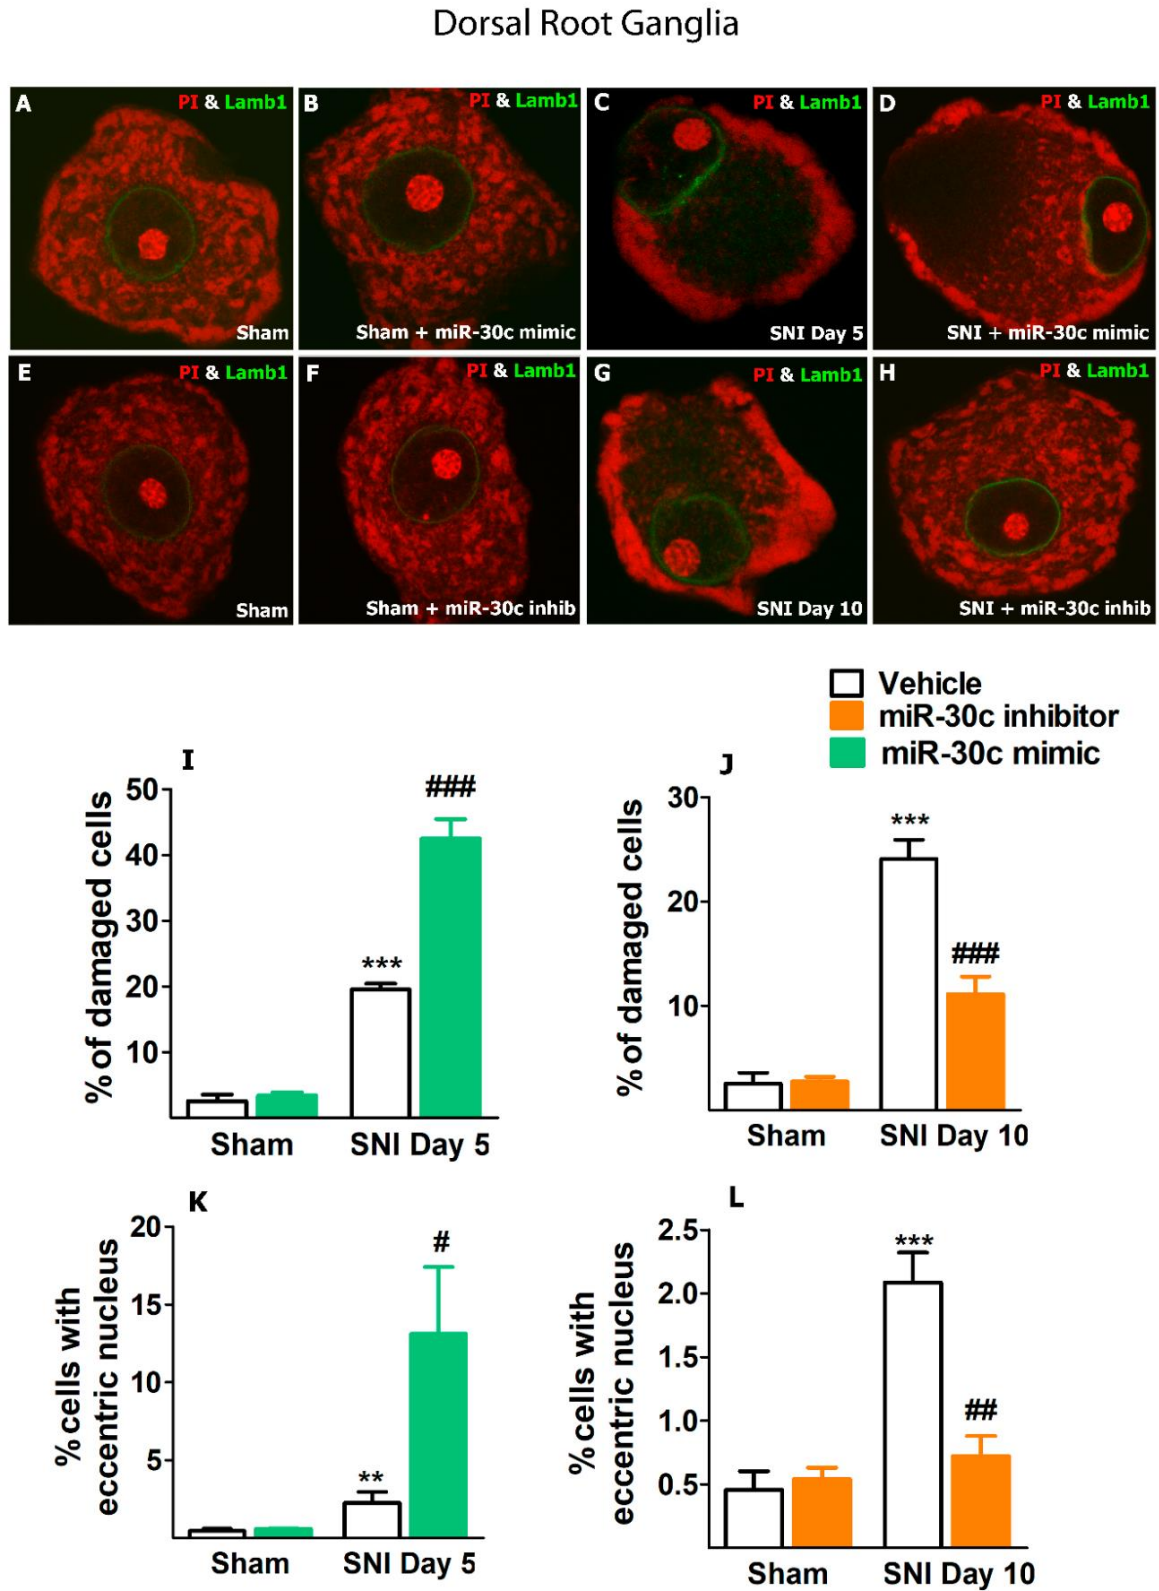 Dorsal Root Ganglia
A PI & Lamb1
Sham
B PI & Lamb1
Sham + miR-30c mimic
C PI & Lamb1
SNI Day 5
D PI & Lamb1
SNI + miR-30c mimic
E PI & Lamb1
Sham
F PI & Lamb1
Sham + miR-30c inhib
G PI & Lamb1
SNI Day 10
H PI & Lamb1
SNI + miR-30c inhib
Vehicle
miR-30c inhibitor
miR-30c mimic
I
% of damaged cells
50
40
30
20
10
***
###
Sham
SNI Day 5
J
% of damaged cells
30
20
10
***
###
Sham
SNI Day 10
K
% cells with
eccentric nucleus
20
15
10
5
**
#
Sham
SNI Day 5
L
% cells with
eccentric nucleus
2.5
2.0
1.5
1.0
0.5
***
##
Sham
SNI Day 10